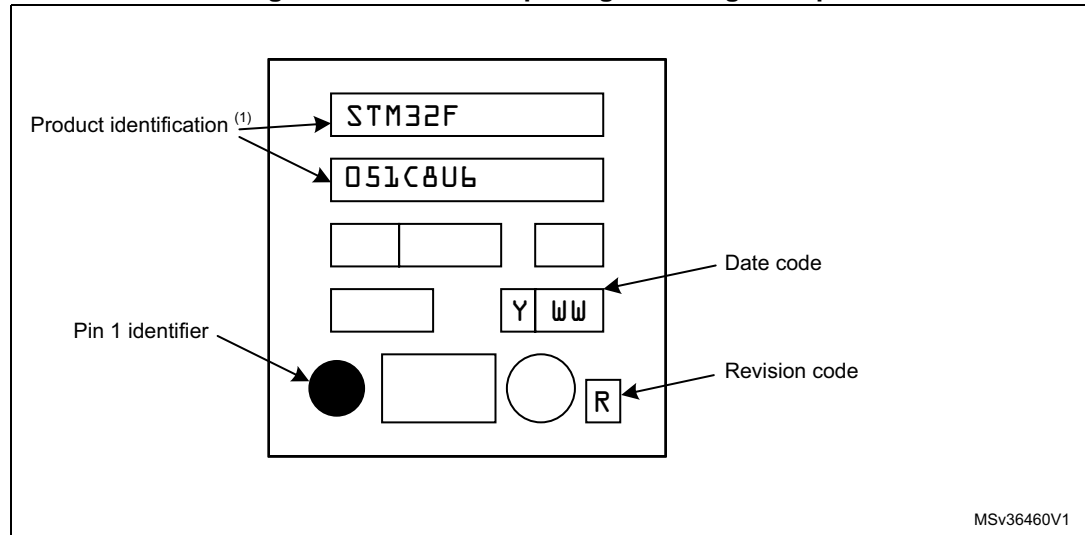 Product identification (1)
STM32F
051C8U6
Date code
Y WW
Pin 1 identifier
Revision code
R
MSv36460V1